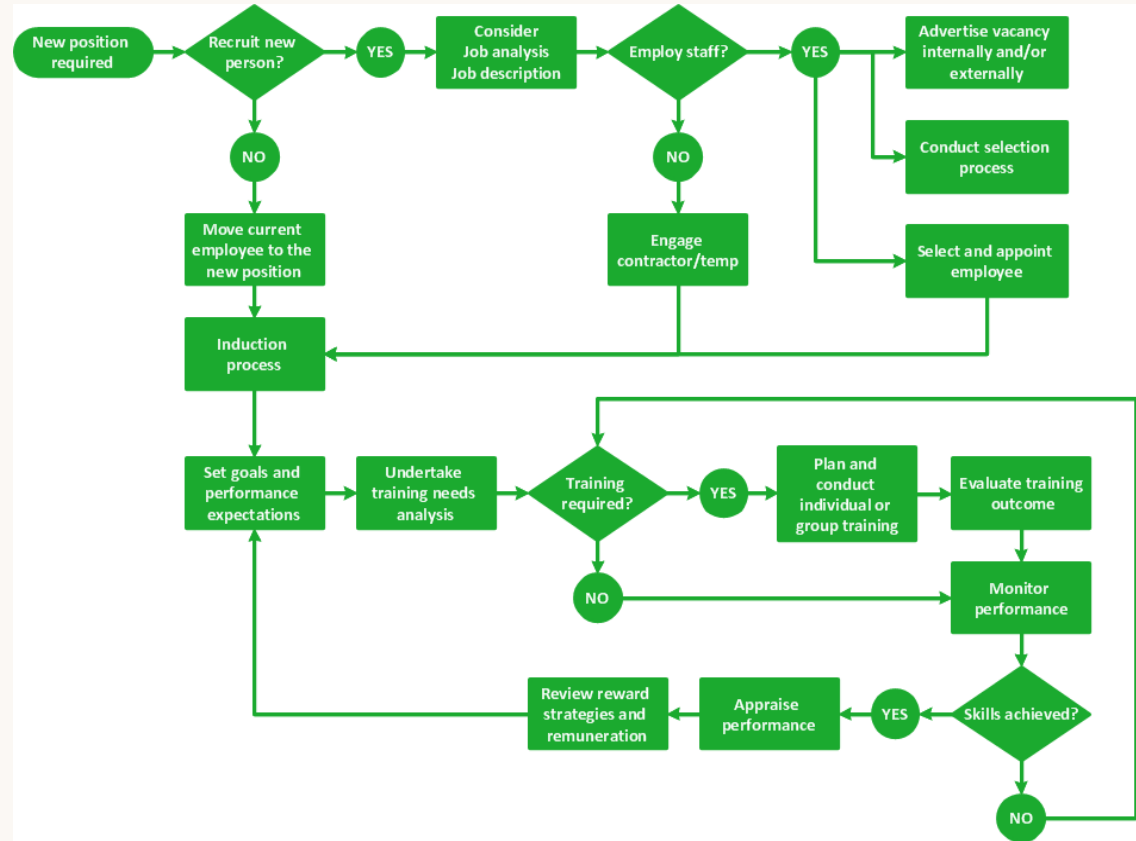 New position
required
Recruit new
person?
YES
Consider
Job analysis
Job description
Employ staff?
YES
Advertise vacancy
internally and/or
externally
NO
NO
Conduct selection
process
Move current
employee to the
new position
Engage
contractor/temp
Select and appoint
employee
Induction
process
Set goals and
performance
expectations
Undertake
training needs
analysis
Training
required?
YES
Plan and
conduct
individual or
group training
Evaluate training
outcome
NO
Monitor
performance
Review reward
strategies and
remuneration
Appraise
performance
YES
Skills achieved?
NO